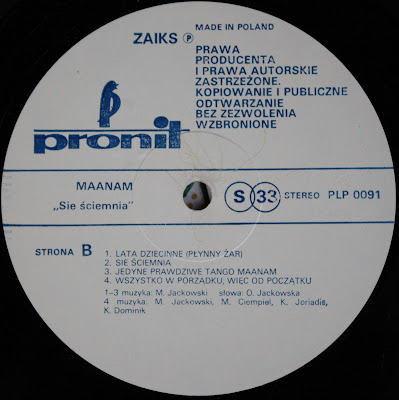 MADE IN POLAND
ZAIKS ℗
PRAWA
PRODUCENTA
I PRAWA AUTORSKIE
ZASTRZEŻONE.
KOPIOWANIE I PUBLICZNE
ODTWARZANIE
BEZ ZEZWOLENIA
WZBRONIONE
pronit
MAANAM
„Sie ściemnia”
S 33 STEREO PLP 0091
STRONA B
1. LATA DZIECINNE (PŁYNNY ŻAR)
2. SIE ŚCIEMNIA
3. JEDYNE PRAWDZIWE TANGO MAANAM
4. WSZYSTKO W PORZADKU, WIĘC OD POCZĄTKU
1–3 muzyka: M. Jackowski słowa: O. Jackowska
4 muzyka: M. Jackowski, M. Ciempiel, K. Joriadis,
K. Dominik